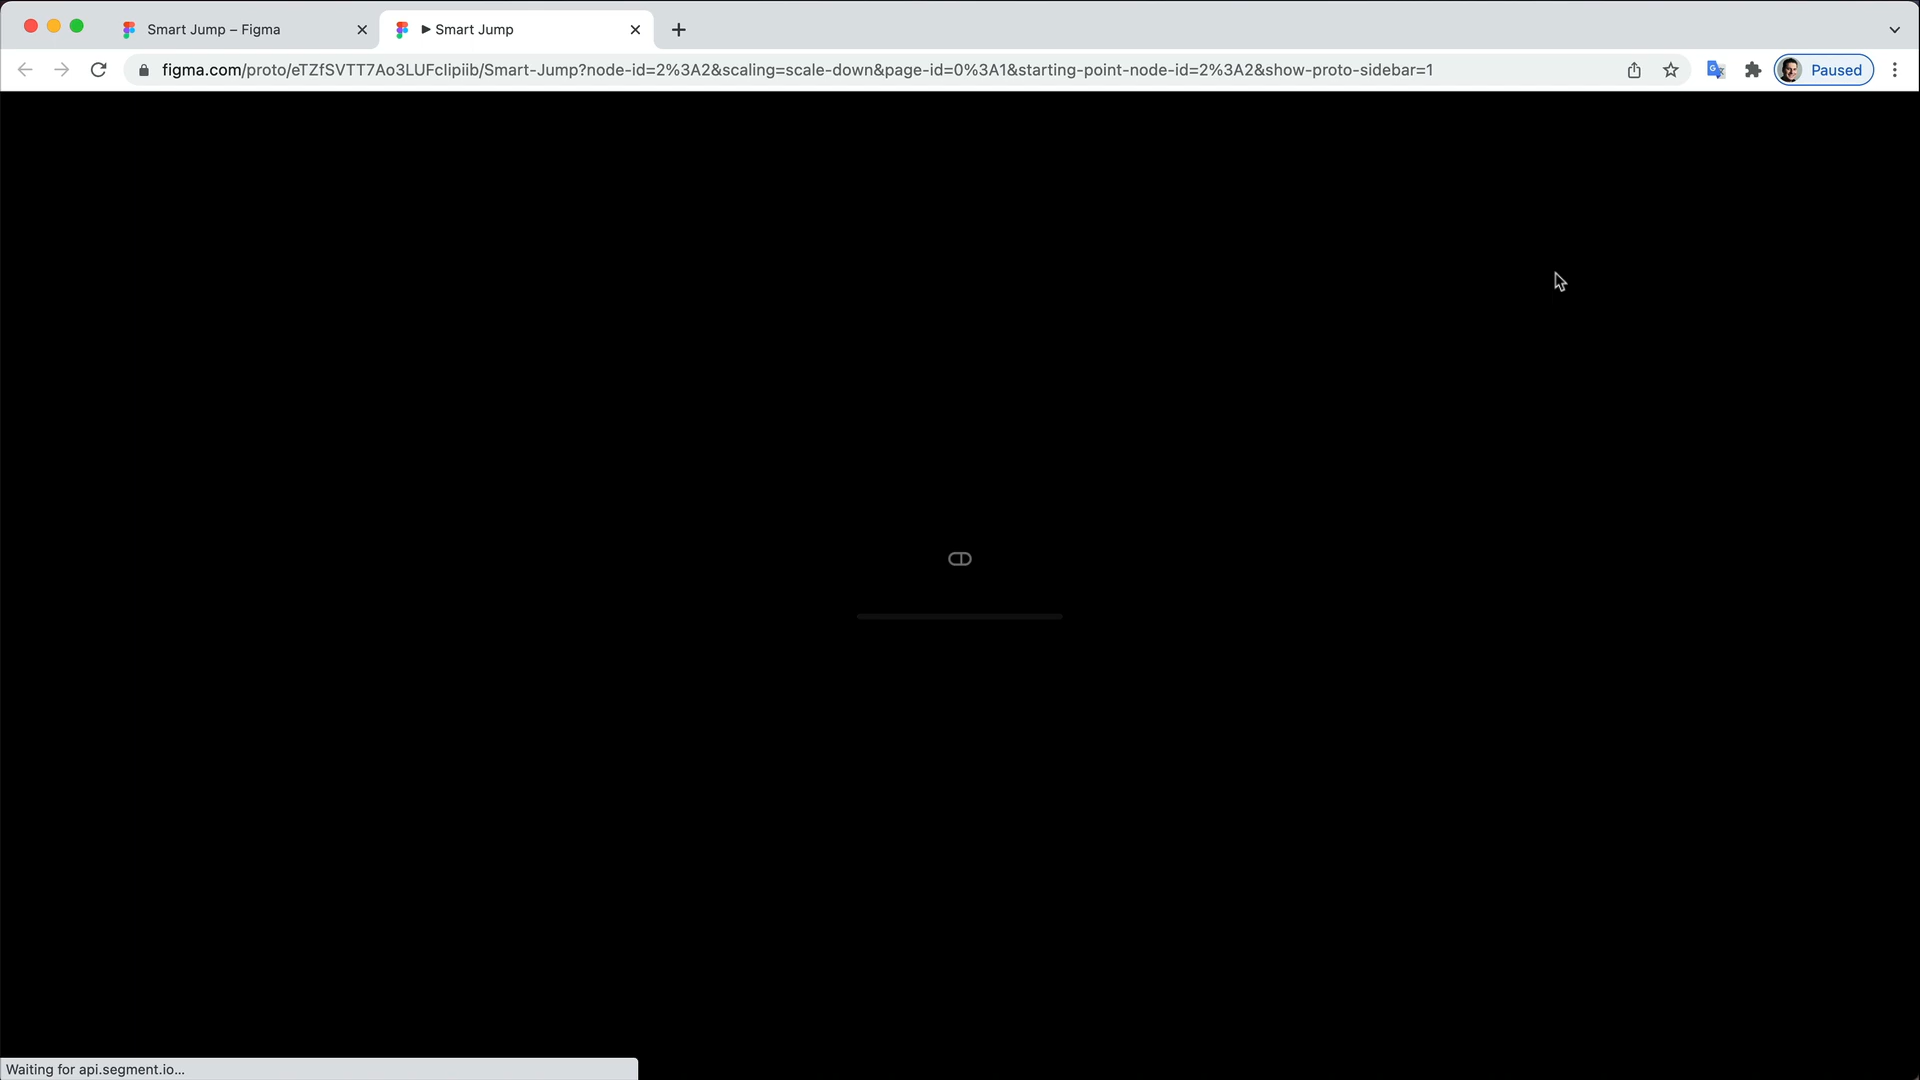 Smart Jump – Figma
▶ Smart Jump
figma.com/proto/eTZfSVTT7Ao3LUFcIipiib/Smart-Jump?node-id=2%3A2&scaling=scale-down&page-id=0%3A1&starting-point-node-id=2%3A2&show-proto-sidebar=1
Paused
Waiting for api.segment.io...